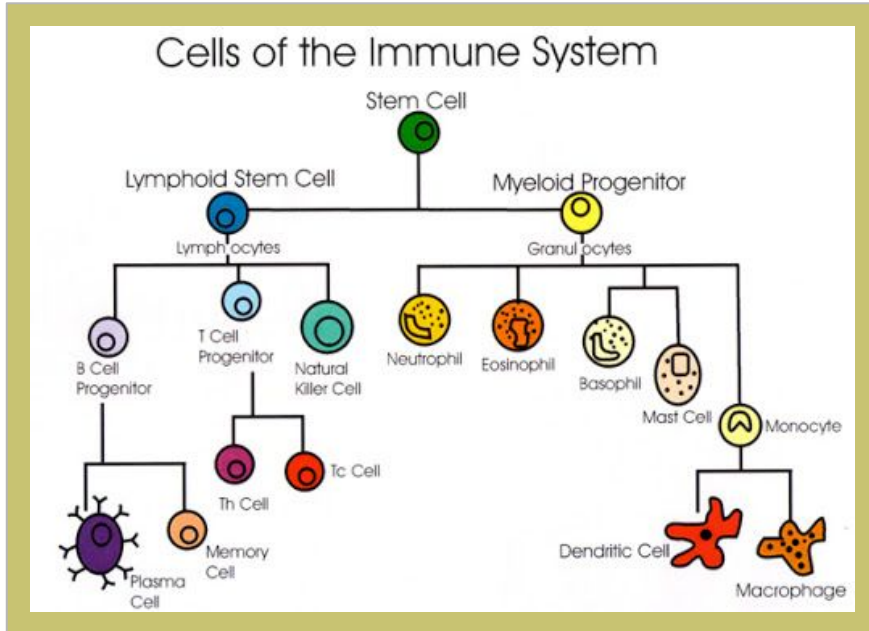 Cells of the Immune System
Stem Cell
Lymphoid Stem Cell
Myeloid Progenitor
Lymphocytes
Granulocytes
B Cell
Progenitor
T Cell
Progenitor
Natural
Killer Cell
Neutrophil
Eosinophil
Basophil
Mast Cell
Monocyte
Th Cell
Tc Cell
Plasma
Cell
Memory
Cell
Dendritic Cell
Macrophage